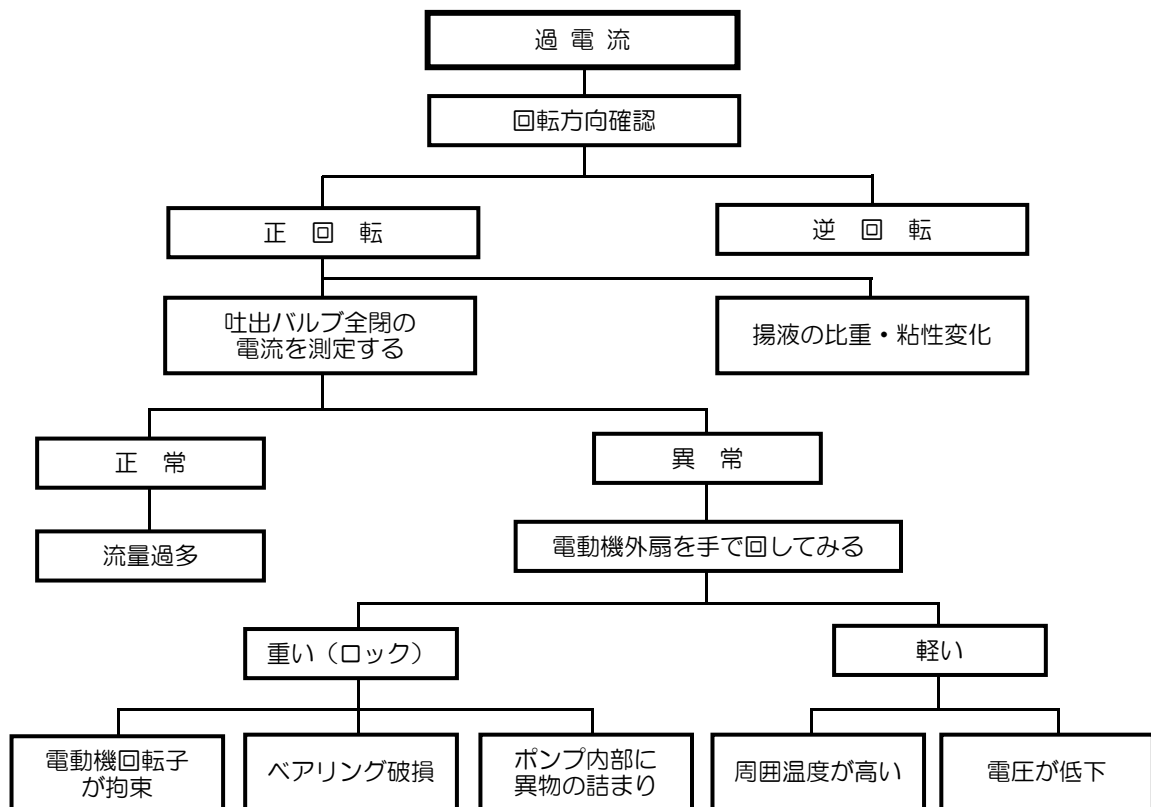 過電流
回転方向確認
正回転
逆回転
吐出バルブ全閉の
電流を測定する
揚液の比重・粘性変化
正常
異常
流量過多
電動機外扇を手で回してみる
重い（ロック）
軽い
電動機回転子
が拘束
ベアリング破損
ポンプ内部に
異物の詰まり
周囲温度が高い
電圧が低下